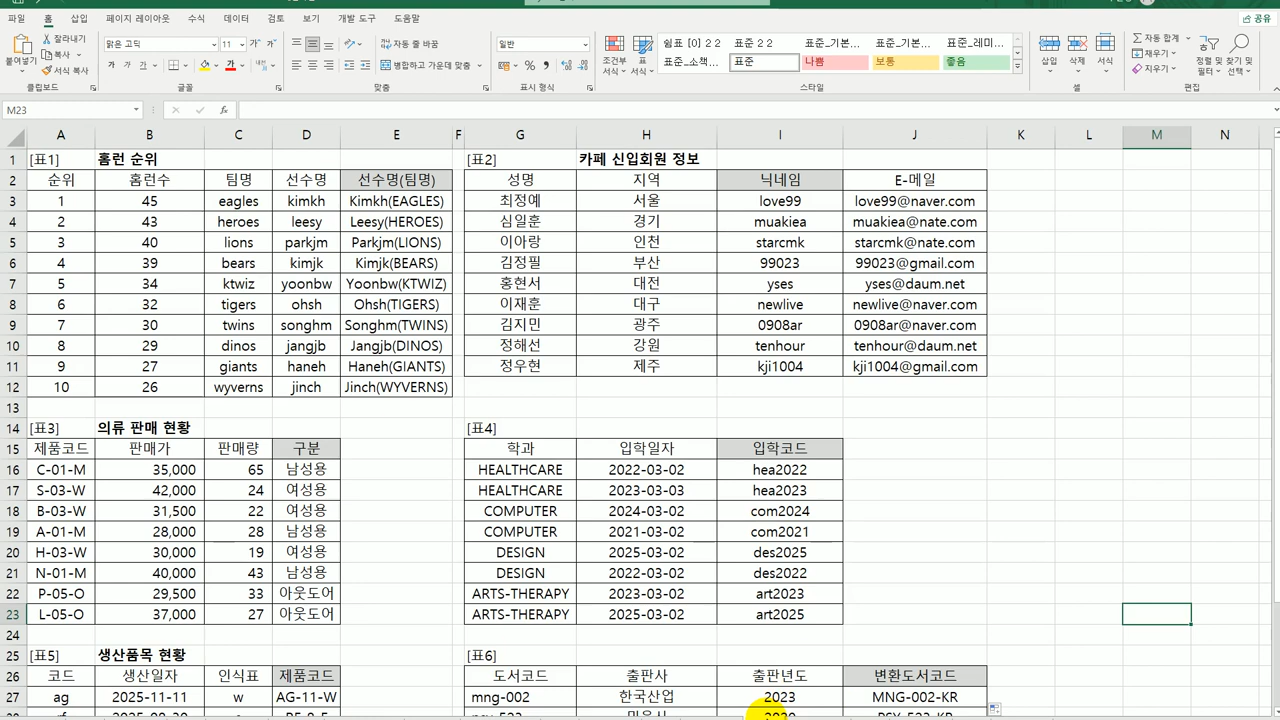 파일 홈 삽입 페이지 레이아웃 수식 데이터 검토 보기 개발 도구 도움말 공유
붙여넣기 잘라내기 복사 서식 복사
맑은 고딕 11 가 가 가 가 가
자동 줄 바꿈 병합하고 가운데 맞춤
일반 % ,
조건부 서식 표 서식
쉼표 [0] 2 2 표준 2 2 표준_기본... 표준_기본... 표준_레미...
표준_소책... 표준 나쁨 보통 좋음
삽입 삭제 서식
자동 합계 채우기 지우기 정렬 및 필터 찾기 및 선택
클립보드 글꼴 맞춤 표시 형식 스타일 셀 편집
M23 fx
A B C D E F G H I J K L M N
1 [표1] 홈런 순위 [표2] 카페 신입회원 정보
2 순위 홈런수 팀명 선수명 선수명(팀명) 성명 지역 닉네임 E-메일
3 1 45 eagles kimkh Kimkh(EAGLES) 최정예 서울 love99 love99@naver.com
4 2 43 heroes leesy Leesy(HEROES) 심일훈 경기 muakiea muakiea@nate.com
5 3 40 lions parkjm Parkjm(LIONS) 이아랑 인천 starcmk starcmk@nate.com
6 4 39 bears kimjk Kimjk(BEARS) 김정필 부산 99023 99023@gmail.com
7 5 34 ktwiz yoonbw Yoonbw(KTWIZ) 홍현서 대전 yses yses@daum.net
8 6 32 tigers ohsh Ohsh(TIGERS) 이재훈 대구 newlive newlive@naver.com
9 7 30 twins songhm Songhm(TWINS) 김지민 광주 0908ar 0908ar@naver.com
10 8 29 dinos jangjb Jangjb(DINOS) 정해선 강원 tenhour tenhour@daum.net
11 9 27 giants haneh Haneh(GIANTS) 정우현 제주 kji1004 kji1004@gmail.com
12 10 26 wyverns jinch Jinch(WYVERNS)
13
14 [표3] 의류 판매 현황 [표4]
15 제품코드 판매가 판매량 구분 학과 입학일자 입학코드
16 C-01-M 35,000 65 남성용 HEALTHCARE 2022-03-02 hea2022
17 S-03-W 42,000 24 여성용 HEALTHCARE 2023-03-03 hea2023
18 B-03-W 31,500 22 여성용 COMPUTER 2024-03-02 com2024
19 A-01-M 28,000 28 남성용 COMPUTER 2021-03-02 com2021
20 H-03-W 30,000 19 여성용 DESIGN 2025-03-02 des2025
21 N-01-M 40,000 43 남성용 DESIGN 2022-03-02 des2022
22 P-05-O 29,500 33 아웃도어 ARTS-THERAPY 2023-03-02 art2023
23 L-05-O 37,000 27 아웃도어 ARTS-THERAPY 2025-03-02 art2025
24
25 [표5] 생산품목 현황 [표6]
26 코드 생산일자 인식표 제품코드 도서코드 출판사 출판년도 변환도서코드
27 ag 2025-11-11 w AG-11-W mng-002 한국산업 2023 MNG-002-KR